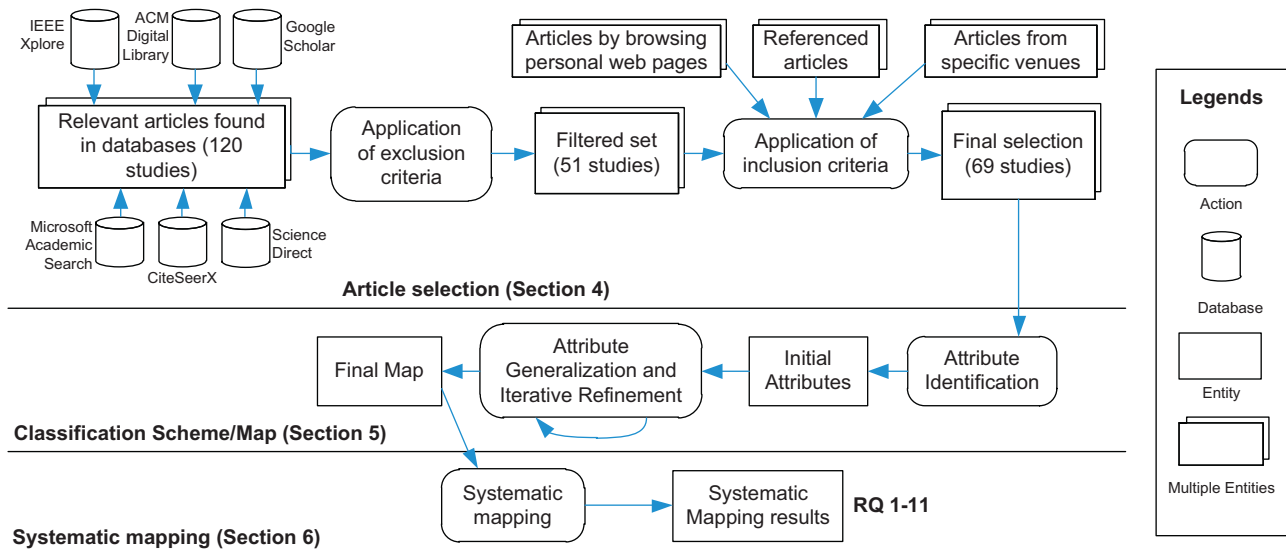 IEEE
Xplore
ACM
Digital
Library
Google
Scholar
Relevant articles found
in databases (120
studies)
Microsoft
Academic
Search
CiteSeerX
Science
Direct
Application
of exclusion
criteria
Filtered set
(51 studies)
Articles by browsing
personal web pages
Referenced
articles
Articles from
specific venues
Application of
inclusion criteria
Final selection
(69 studies)
Article selection (Section 4)
Final Map
Attribute
Generalization and
Iterative Refinement
Initial
Attributes
Attribute
Identification
Classification Scheme/Map (Section 5)
Systematic
mapping
Systematic
Mapping results
RQ 1-11
Systematic mapping (Section 6)
Legends
Action
Database
Entity
Multiple Entities